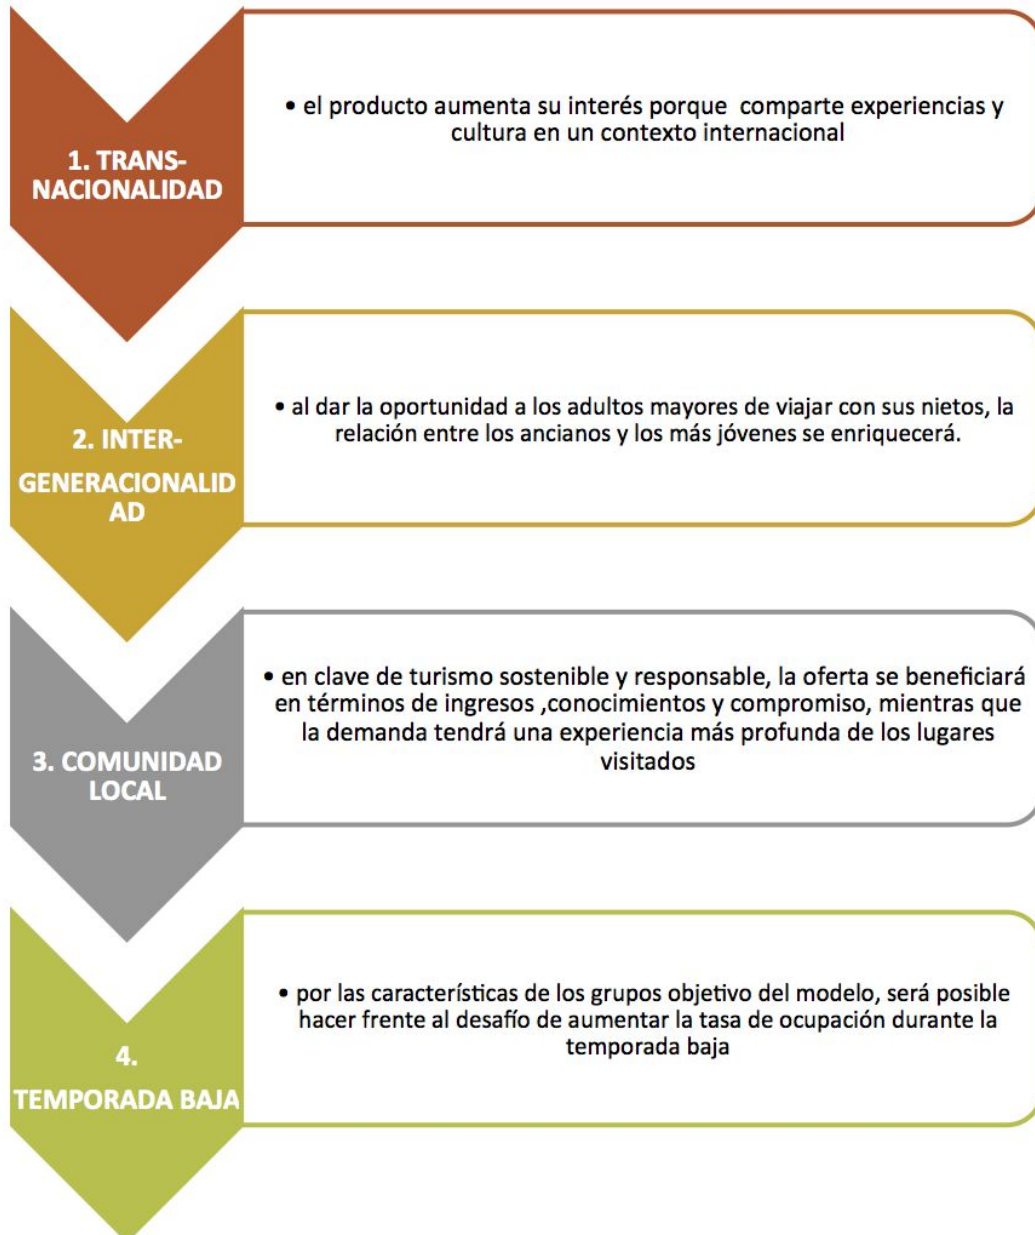 1. TRANS-
NACIONALIDAD
• el producto aumenta su interés porque comparte experiencias y
cultura en un contexto internacional
2. INTER-
GENERACIONALID
AD
• al dar la oportunidad a los adultos mayores de viajar con sus nietos, la
relación entre los ancianos y los más jóvenes se enriquecerá.
3. COMUNIDAD
LOCAL
• en clave de turismo sostenible y responsable, la oferta se beneficiará
en términos de ingresos ,conocimientos y compromiso, mientras que
la demanda tendrá una experiencia más profunda de los lugares
visitados
4.
TEMPORADA BAJA
• por las características de los grupos objetivo del modelo, será posible
hacer frente al desafío de aumentar la tasa de ocupación durante la
temporada baja